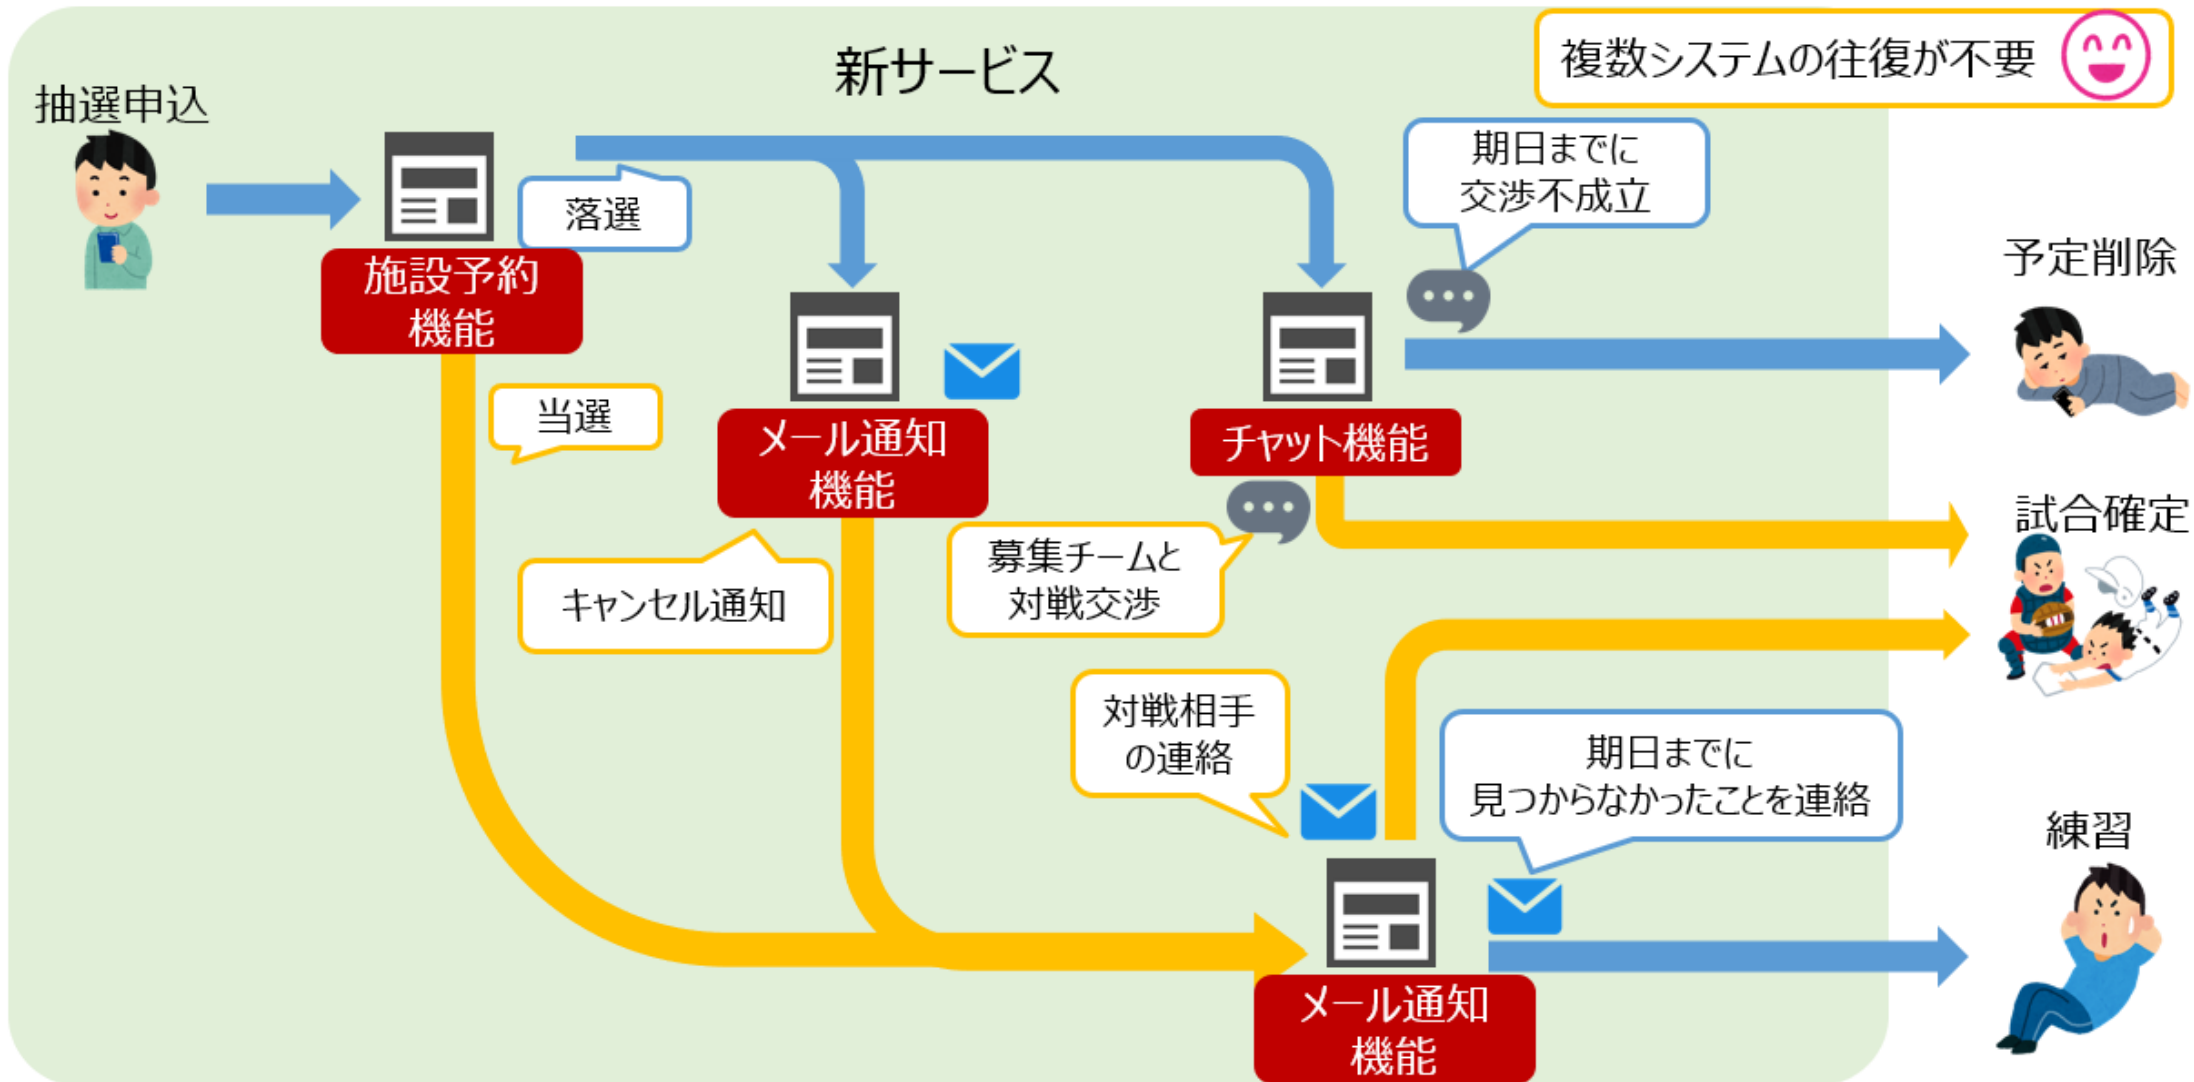 新サービス
複数システムの往復が不要
抽選申込
落選
期日までに
交渉不成立
施設予約
機能
予定削除
当選
メール通知
機能
チャット機能
試合確定
キャンセル通知
募集チームと
対戦交渉
対戦相手
の連絡
期日までに
見つからなかったことを連絡
練習
メール通知
機能